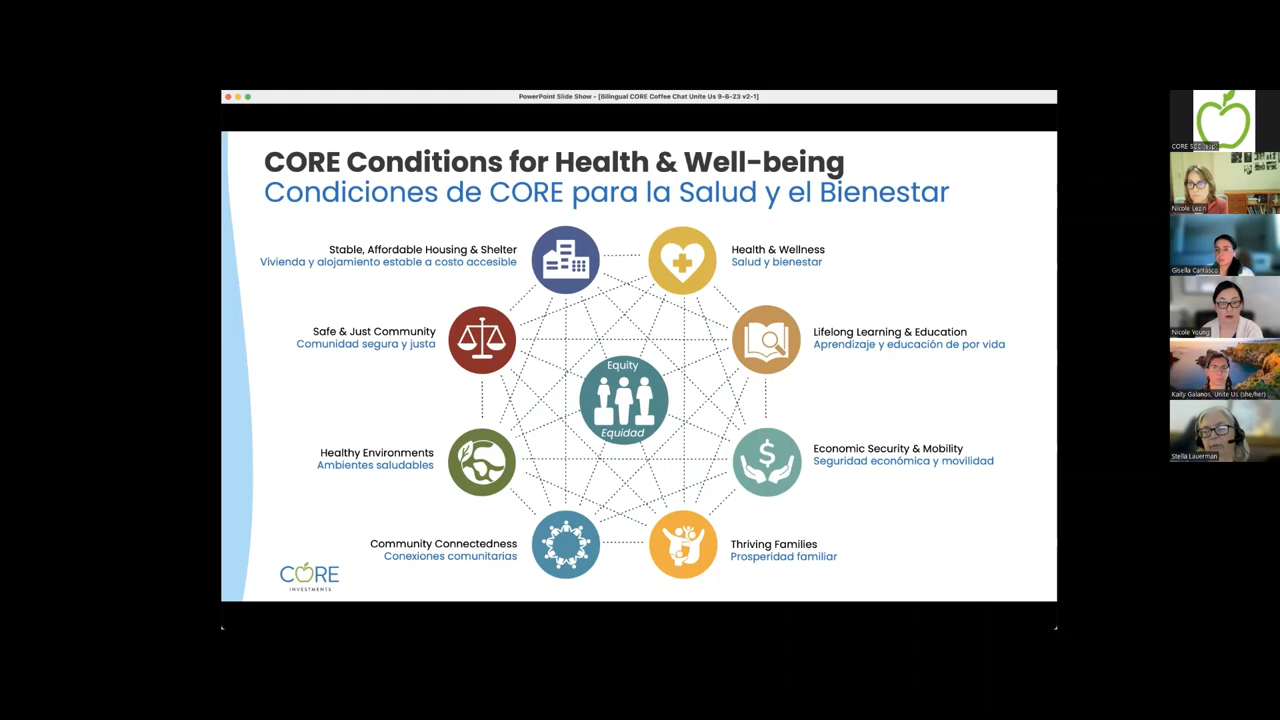 PowerPoint Slide Show - [Bilingual CORE Coffee Chat Unite Us 9-6-23 v2-1]
CORE Conditions for Health & Well-being
Condiciones de CORE para la Salud y el Bienestar
Stable, Affordable Housing & Shelter
Vivienda y alojamiento estable a costo accesible
Health & Wellness
Salud y bienestar
Safe & Just Community
Comunidad segura y justa
Lifelong Learning & Education
Aprendizaje y educación de por vida
Equity
Equidad
Healthy Environments
Ambientes saludables
Economic Security & Mobility
Seguridad económica y movilidad
Community Connectedness
Conexiones comunitarias
Thriving Families
Prosperidad familiar
CORE
INVESTMENTS
CORE SCC
Nicole Lezin
Gisella Carrasco
Nicole Young
Kaity Galanos, Unite Us (she/her)
Stella Lauerman